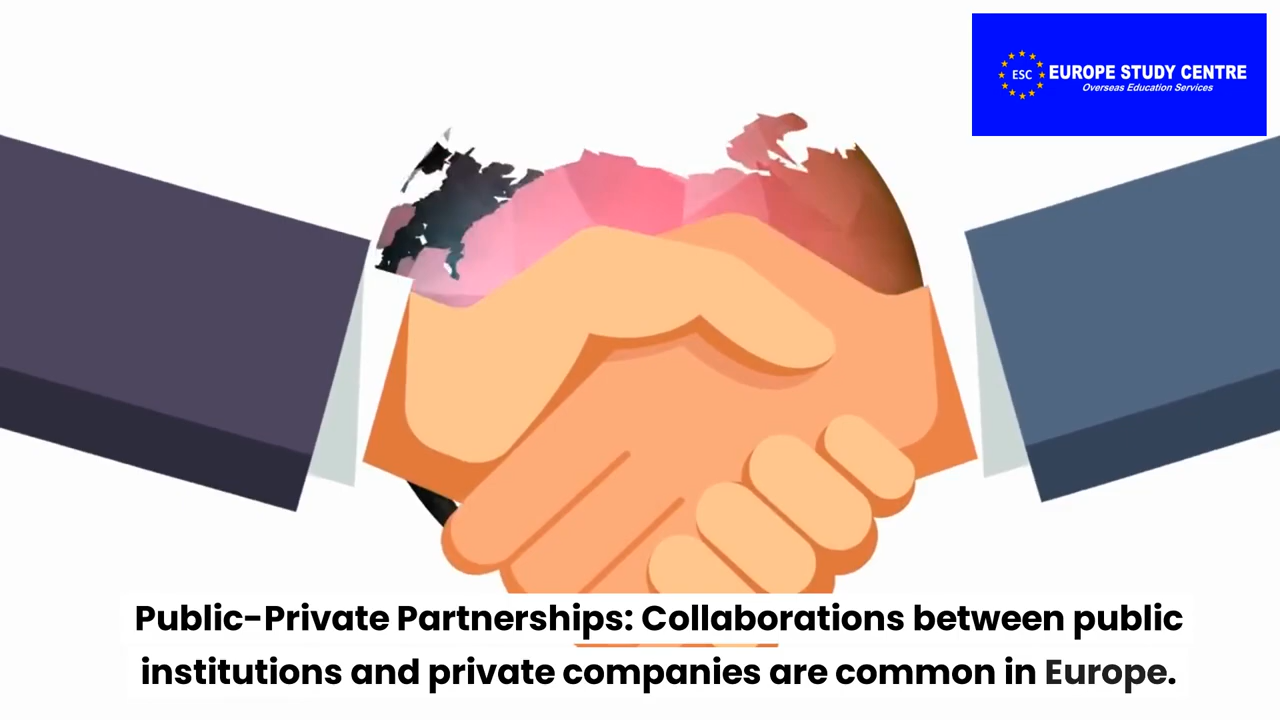 ESC
EUROPE STUDY CENTRE
Overseas Education Services
Public-Private Partnerships: Collaborations between public
institutions and private companies are common in Europe.